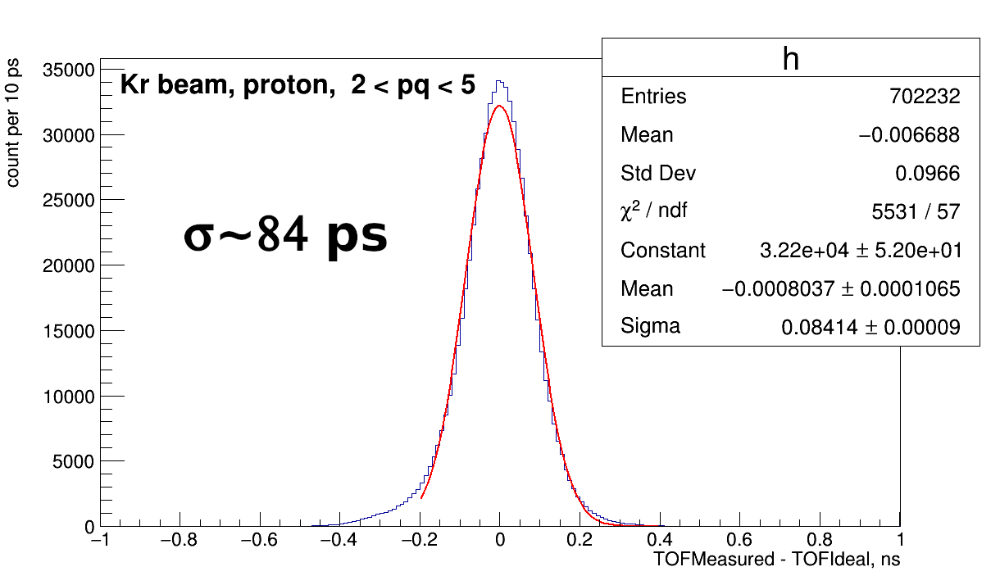 h
Entries 702232
Mean −0.006688
Std Dev 0.0966
χ² / ndf 5531 / 57
Constant 3.22e+04 ± 5.20e+01
Mean −0.0008037 ± 0.0001065
Sigma 0.08414 ± 0.00009
Kr beam, proton, 2 < pq < 5
σ~84 ps
count per 10 ps
35000
30000
25000
20000
15000
10000
5000
0
−1 −0.8 −0.6 −0.4 −0.2 0 0.2 0.4 0.6 0.8 1
TOFMeasured - TOFIdeal, ns